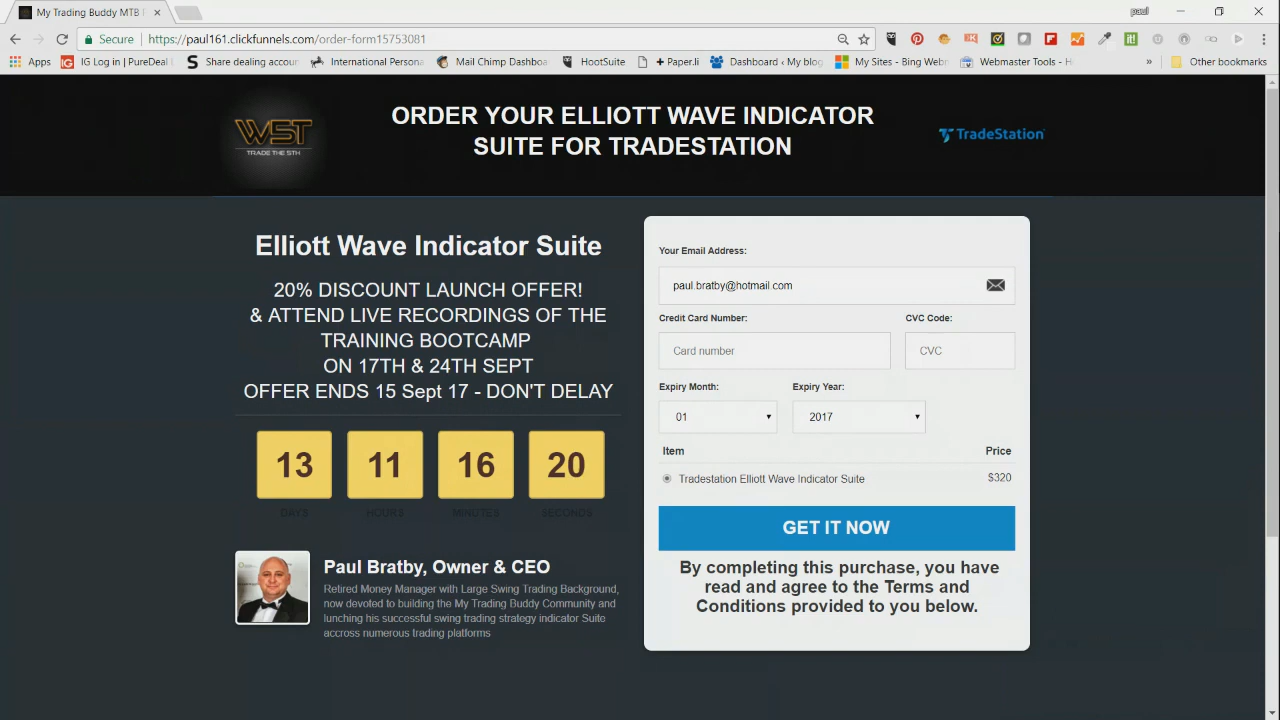 My Trading Buddy MTB
paul
Secure
https://paul161.clickfunnels.com/order-form15753081
Apps
IG Log in | PureDeal
Share dealing accou
International Persona
Mail Chimp Dashboa
HootSuite
+ Paper.li
Dashboard ‹ My blog
My Sites - Bing Webm
Webmaster Tools - H
»
Other bookmarks
WST
TRADE THE 5TH
ORDER YOUR ELLIOTT WAVE INDICATOR
SUITE FOR TRADESTATION
TradeStation
Elliott Wave Indicator Suite
20% DISCOUNT LAUNCH OFFER!
& ATTEND LIVE RECORDINGS OF THE
TRAINING BOOTCAMP
ON 17TH & 24TH SEPT
OFFER ENDS 15 Sept 17 - DON'T DELAY
13 11 16 20
DAYS HOURS MINUTES SECONDS
Paul Bratby, Owner & CEO
Retired Money Manager with Large Swing Trading Background,
now devoted to building the My Trading Buddy Community and
lunching his successful swing trading strategy indicator Suite
accross numerous trading platforms
Your Email Address:
paul.bratby@hotmail.com
Credit Card Number: CVC Code:
Card number CVC
Expiry Month: Expiry Year:
01 2017
Item Price
Tradestation Elliott Wave Indicator Suite $320
GET IT NOW
By completing this purchase, you have
read and agree to the Terms and
Conditions provided to you below.